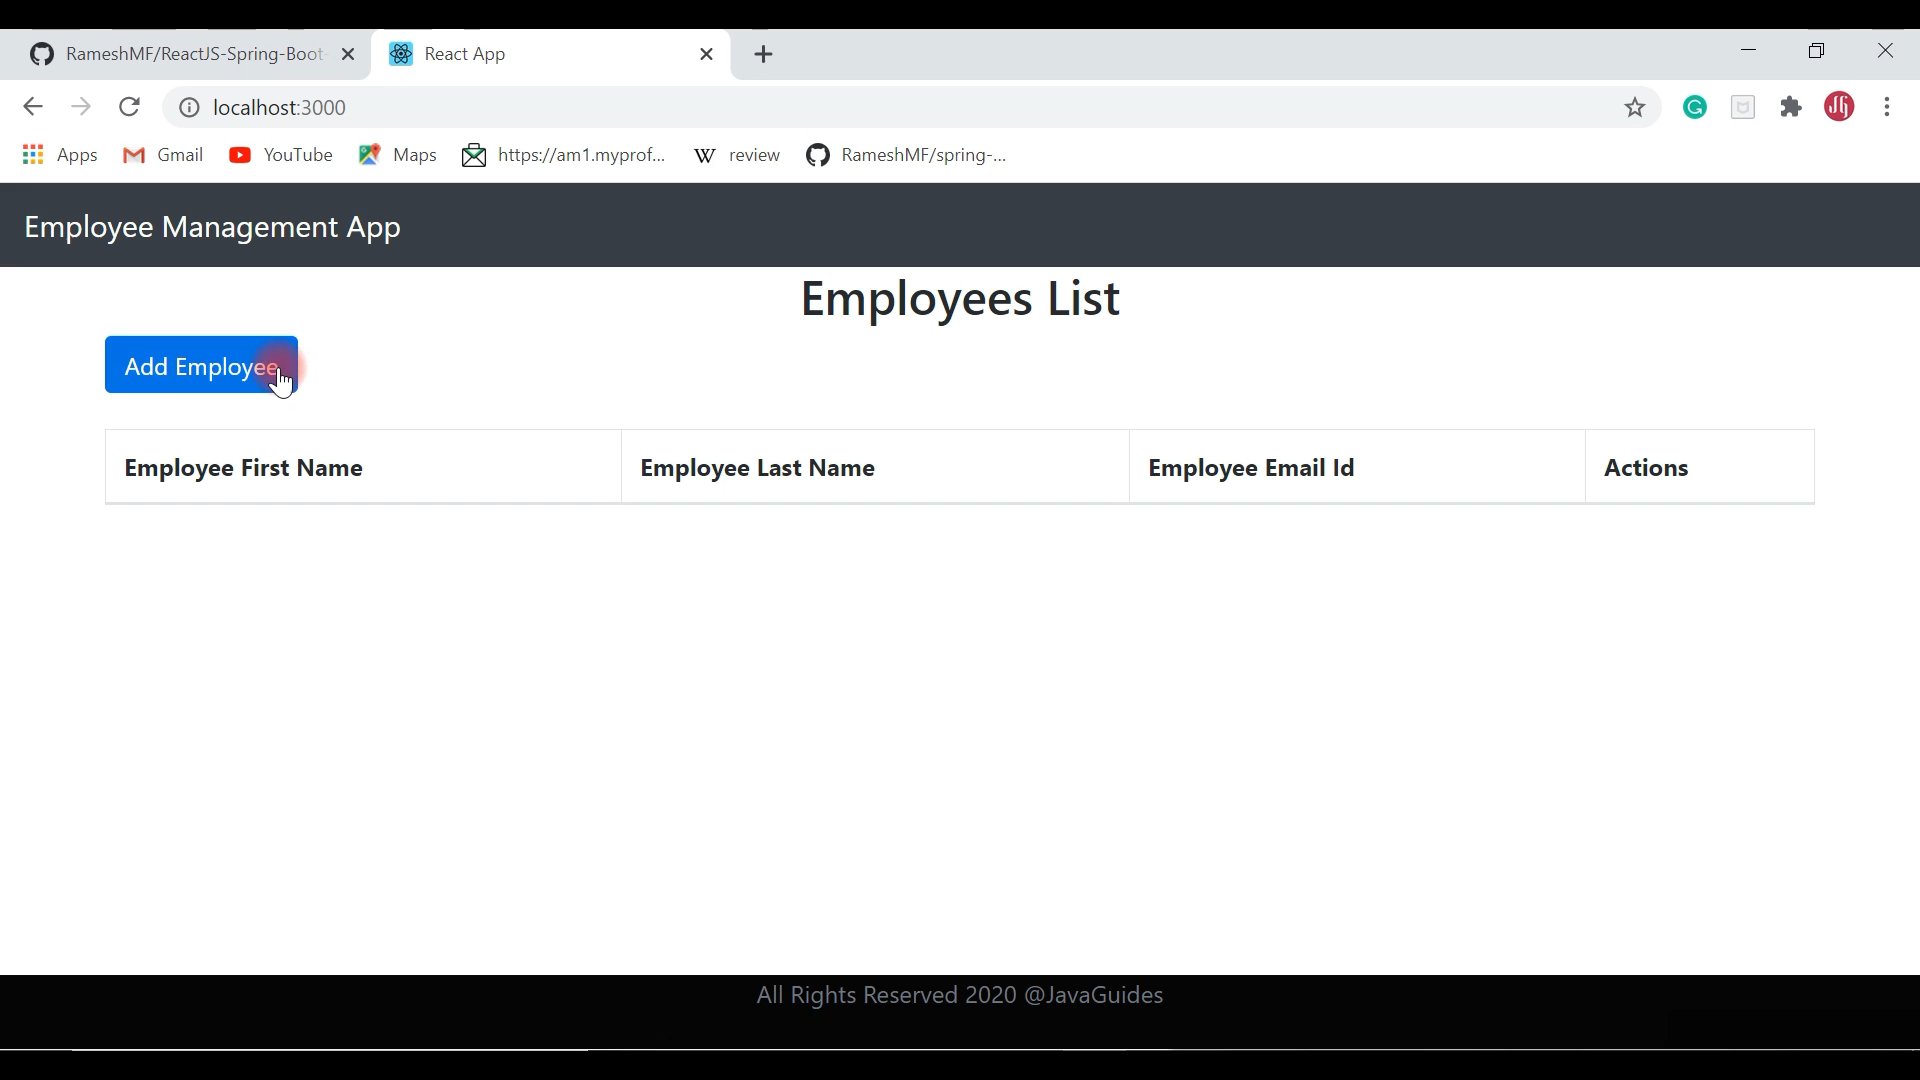 RameshMF/ReactJS-Spring-Boot-
React App
localhost:3000
Apps
Gmail
YouTube
Maps
https://am1.myprof...
W review
RameshMF/spring-...
Employee Management App
Employees List
Add Employee
Employee First Name
Employee Last Name
Employee Email Id
Actions
All Rights Reserved 2020 @JavaGuides